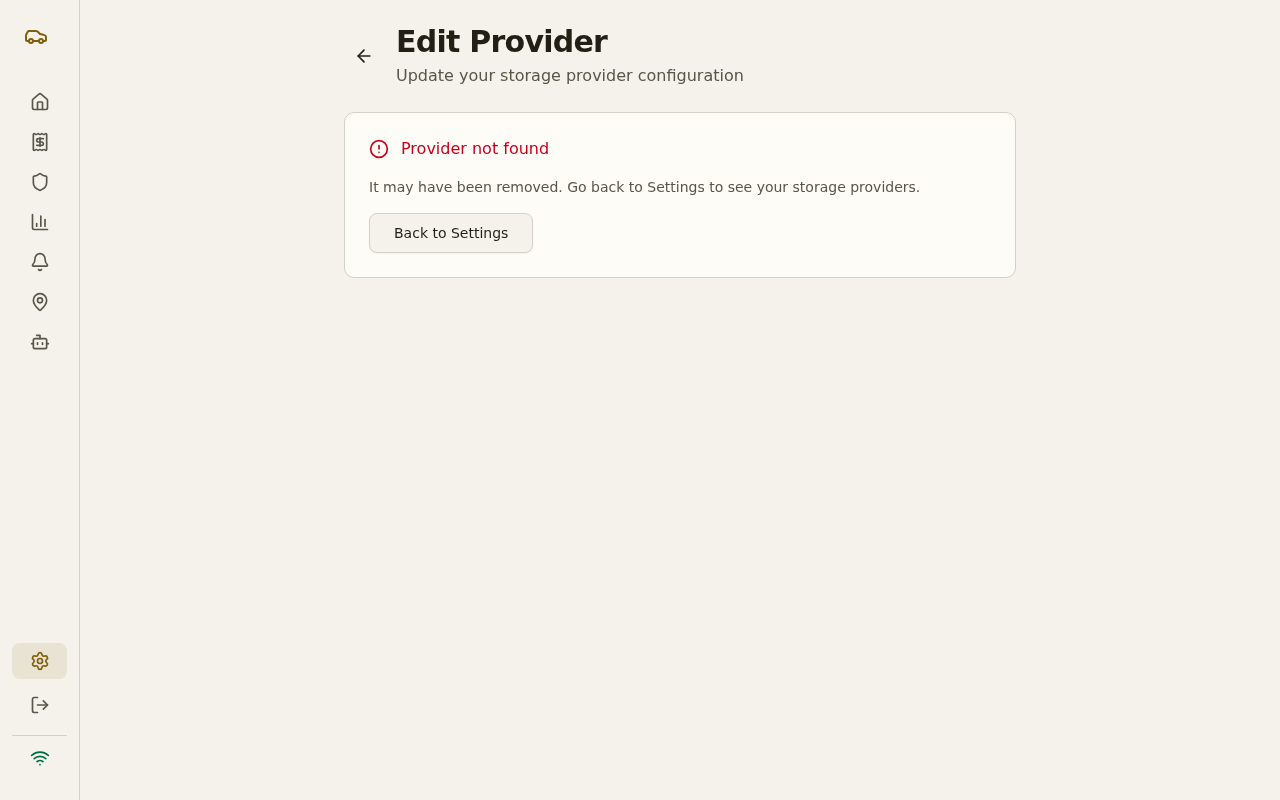 Edit Provider
Update your storage provider configuration
Provider not found
It may have been removed. Go back to Settings to see your storage providers.
Back to Settings